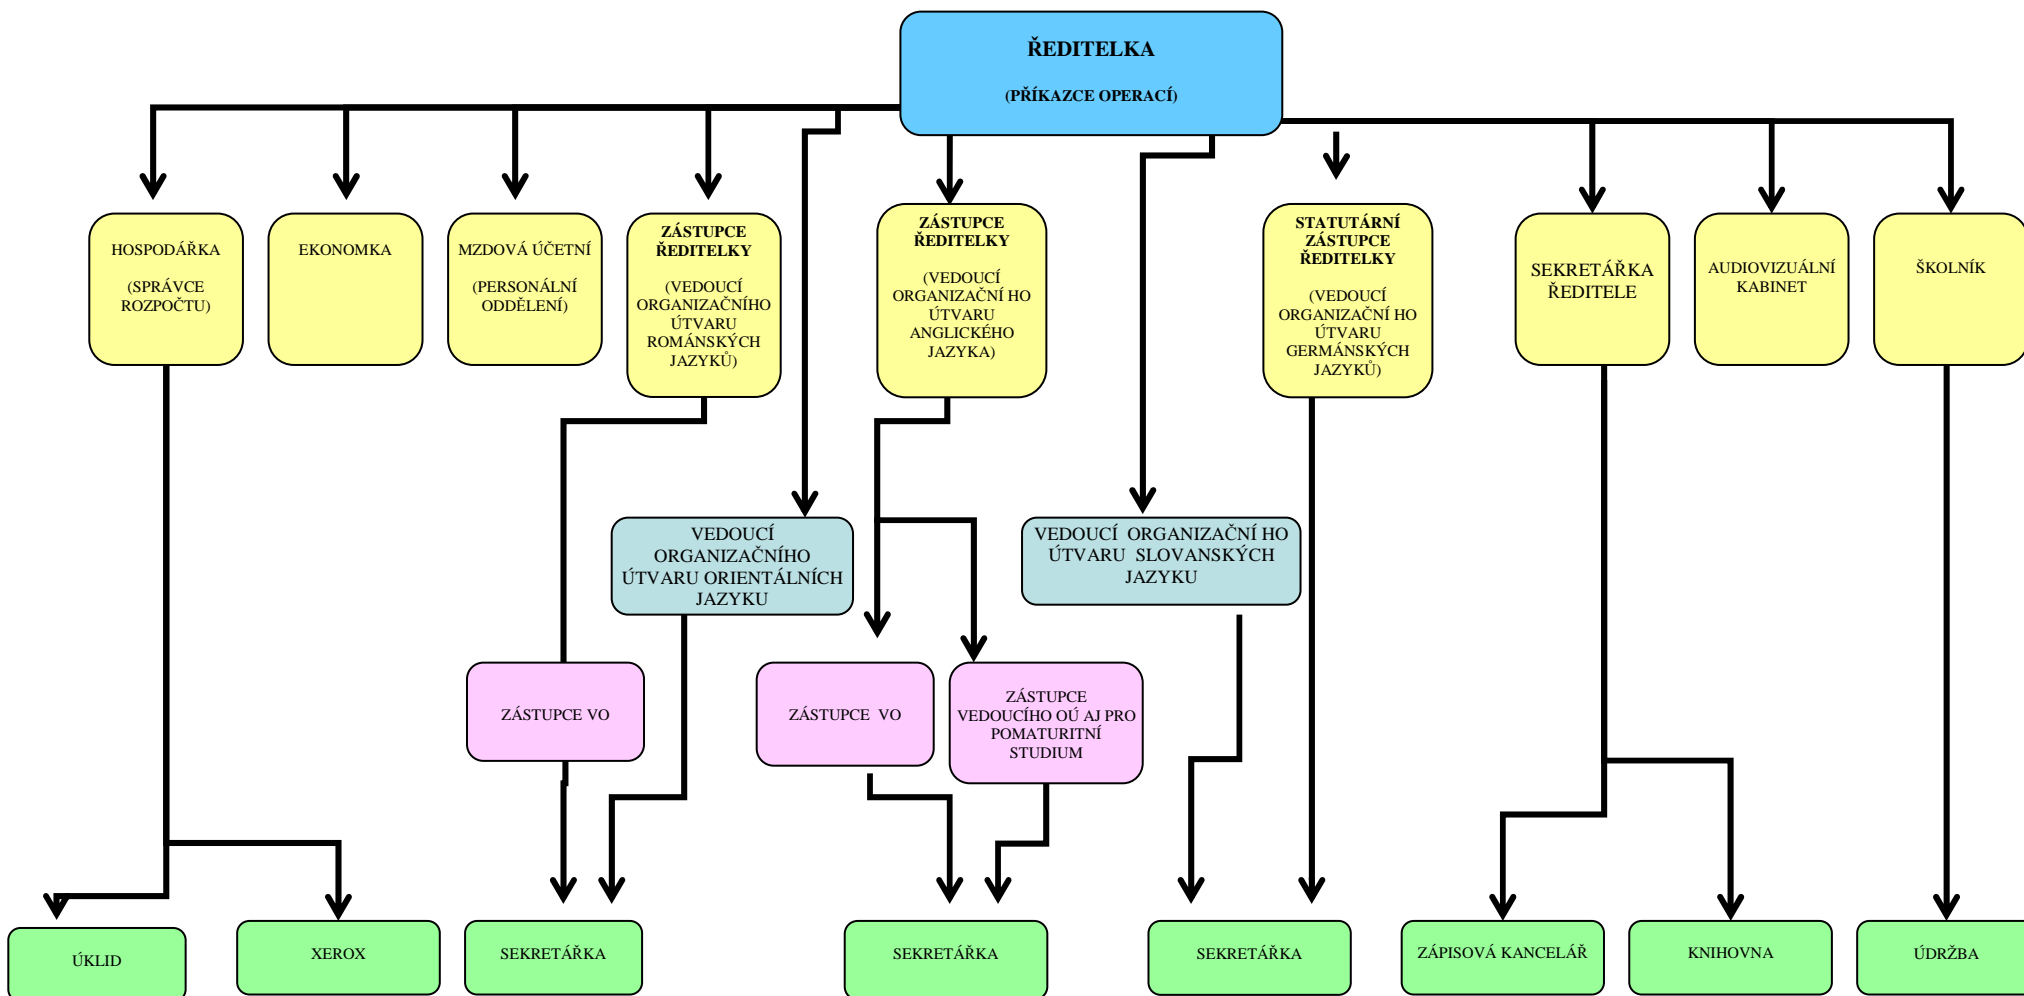 ŘEDITELKA
(PŘÍKAZCE OPERACÍ)
HOSPODÁŘKA
(SPRÁVCE
ROZPOČTU)
EKONOMKA
MZDOVÁ ÚČETNÍ
(PERSONÁLNÍ
ODDĚLENÍ)
ZÁSTUPCE
ŘEDITELKY
(VEDOUCÍ
ORGANIZAČNÍHO
ÚTVARU
ROMÁNSKÝCH
JAZYKŮ)
ZÁSTUPCE
ŘEDITELKY
(VEDOUCÍ
ORGANIZAČNÍ HO
ÚTVARU
ANGLICKÉHO
JAZYKA)
STATUTÁRNÍ
ZÁSTUPCE
ŘEDITELKY
(VEDOUCÍ
ORGANIZAČNÍ HO
ÚTVARU
GERMÁNSKÝCH
JAZYKŮ)
SEKRETÁŘKA
ŘEDITELE
AUDIOVIZUÁLNÍ
KABINET
ŠKOLNÍK
VEDOUCÍ
ORGANIZAČNÍHO
ÚTVARU ORIENTÁLNÍCH
JAZYKU
VEDOUCÍ ORGANIZAČNÍ HO
ÚTVARU SLOVANSKÝCH
JAZYKU
ZÁSTUPCE VO
ZÁSTUPCE VO
ZÁSTUPCE
VEDOUCÍHO OÚ AJ PRO
POMATURITNÍ
STUDIUM
ÚKLID
XEROX
SEKRETÁŘKA
SEKRETÁŘKA
SEKRETÁŘKA
ZÁPISOVÁ KANCELÁŘ
KNIHOVNA
ÚDRŽBA